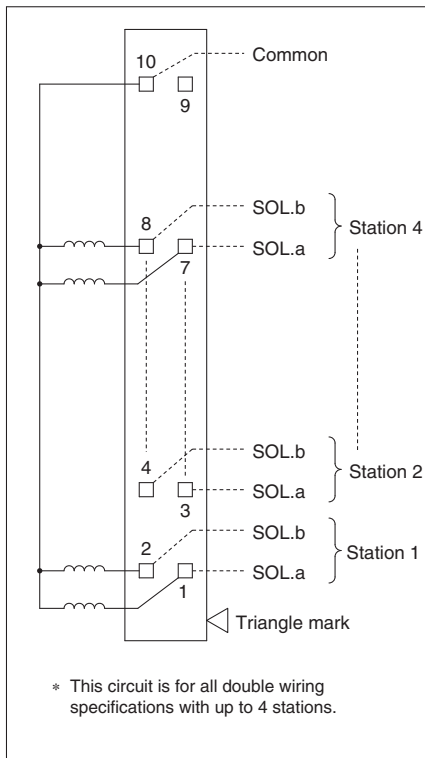 10
Common
9
8
SOL.b
Station 4
SOL.a
7
4
SOL.b
Station 2
SOL.a
3
2
SOL.b
Station 1
SOL.a
1
Triangle mark
* This circuit is for all double wiring
specifications with up to 4 stations.